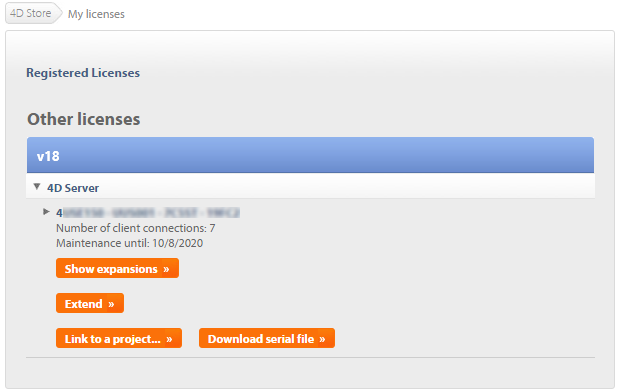 4D Store
My licenses
Registered Licenses
Other licenses
v18
4D Server
4
Number of client connections: 7
Maintenance until: 10/8/2020
Show expansions »
Extend »
Link to a project... »
Download serial file »